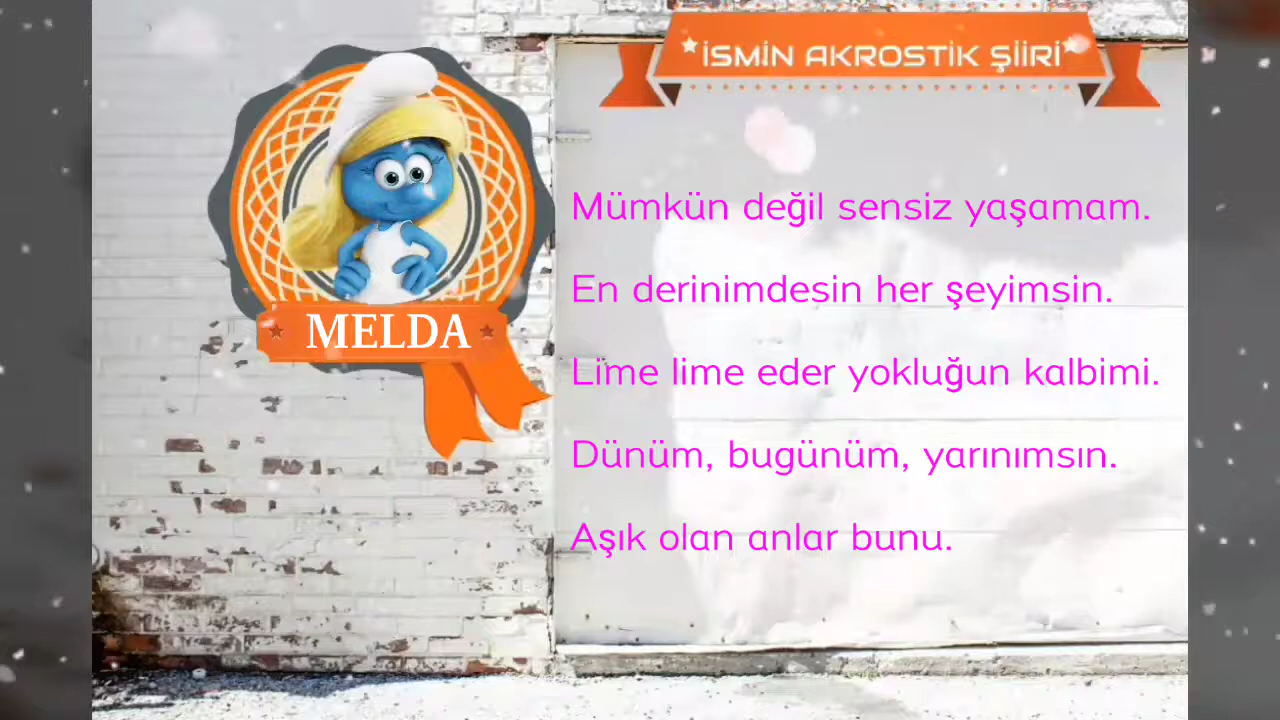 İSMİN AKROSTİK ŞİİRİ
MELDA
Mümkün değil sensiz yaşamam.
En derinimdesin her şeyimsin.
Lime lime eder yokluğun kalbimi.
Dünüm, bugünüm, yarınımsın.
Aşık olan anlar bunu.